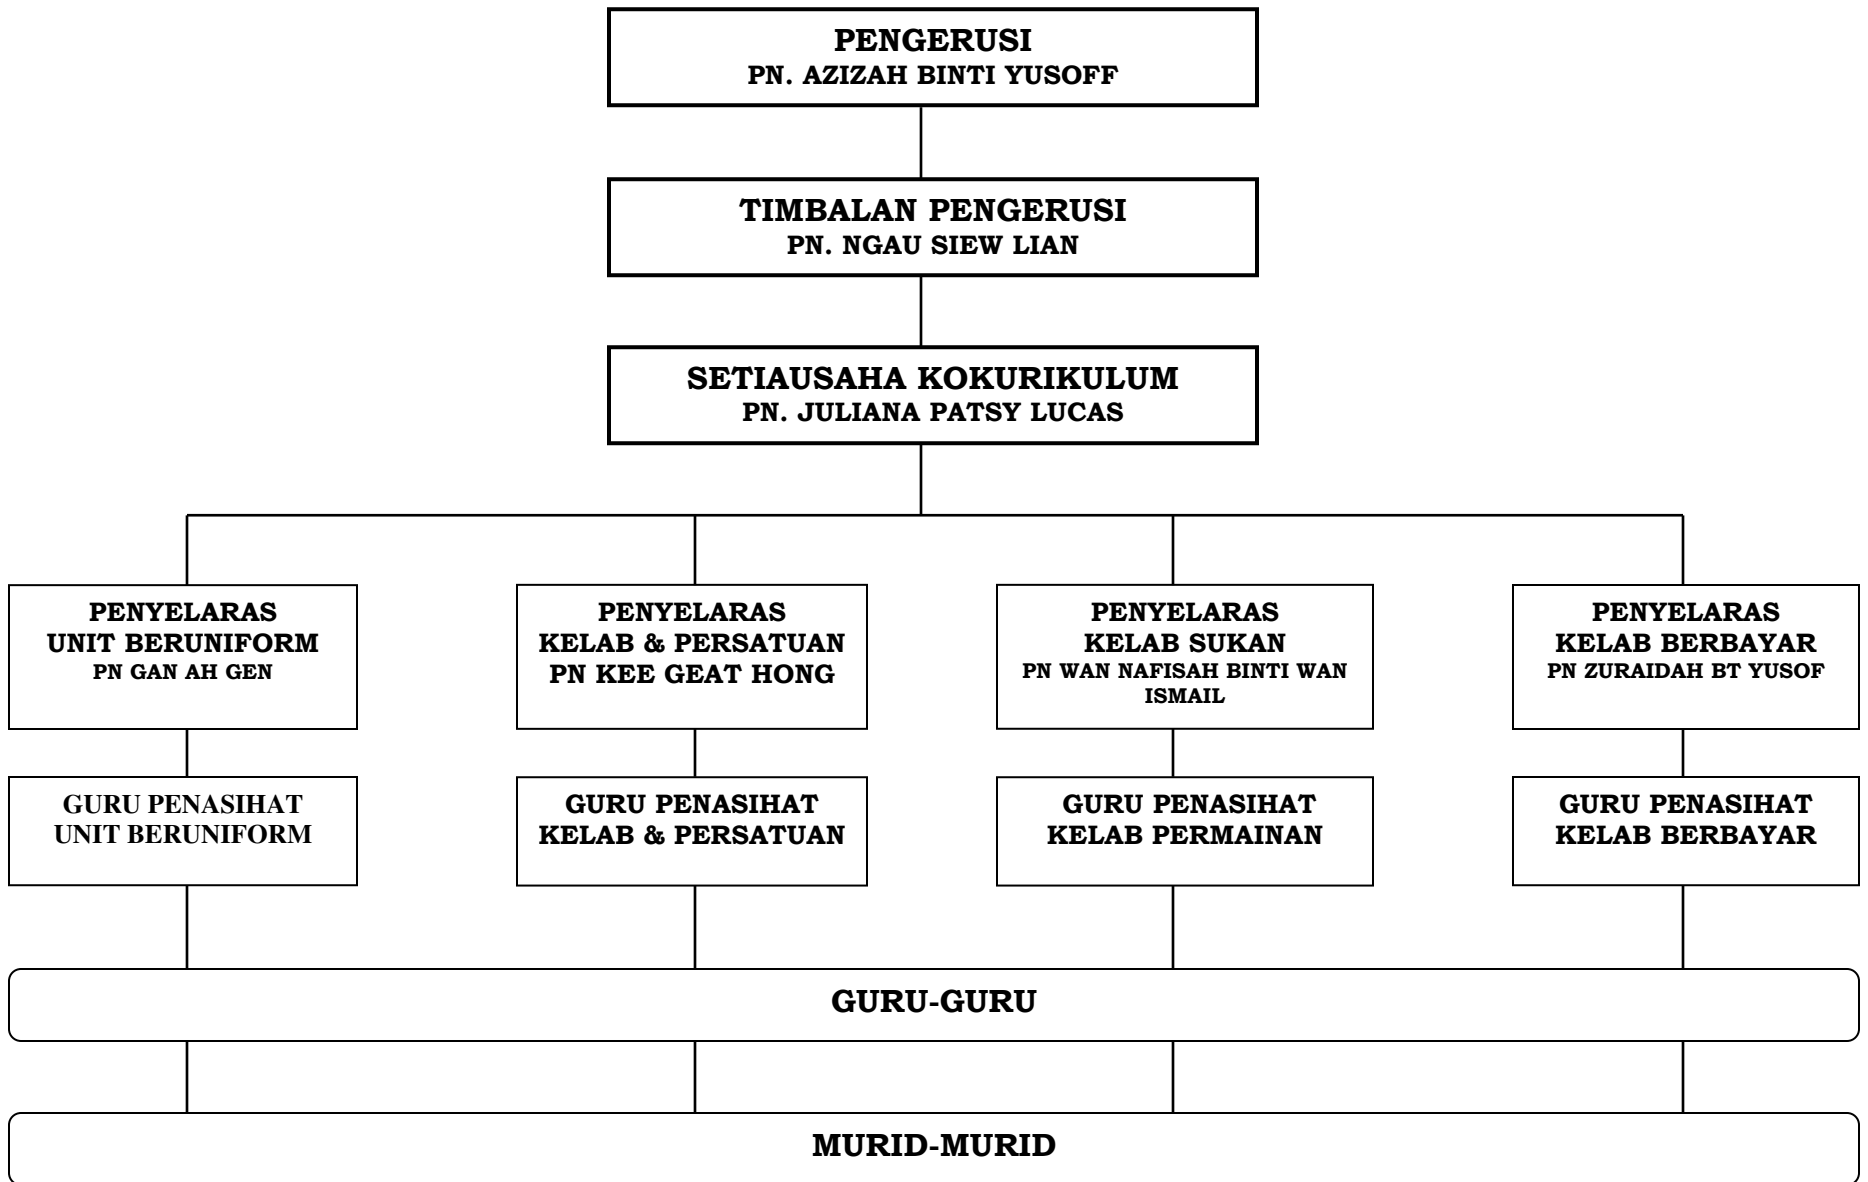 PENGERUSI
PN. AZIZAH BINTI YUSOFF
TIMBALAN PENGERUSI
PN. NGAU SIEW LIAN
SETIAUSAHA KOKURIKULUM
PN. JULIANA PATSY LUCAS
PENYELARAS
UNIT BERUNIFORM
PN GAN AH GEN
PENYELARAS
KELAB & PERSATUAN
PN KEE GEAT HONG
PENYELARAS
KELAB SUKAN
PN WAN NAFISAH BINTI WAN
ISMAIL
PENYELARAS
KELAB BERBAYAR
PN ZURAIDAH BT YUSOF
GURU PENASIHAT
UNIT BERUNIFORM
GURU PENASIHAT
KELAB & PERSATUAN
GURU PENASIHAT
KELAB PERMAINAN
GURU PENASIHAT
KELAB BERBAYAR
GURU-GURU
MURID-MURID